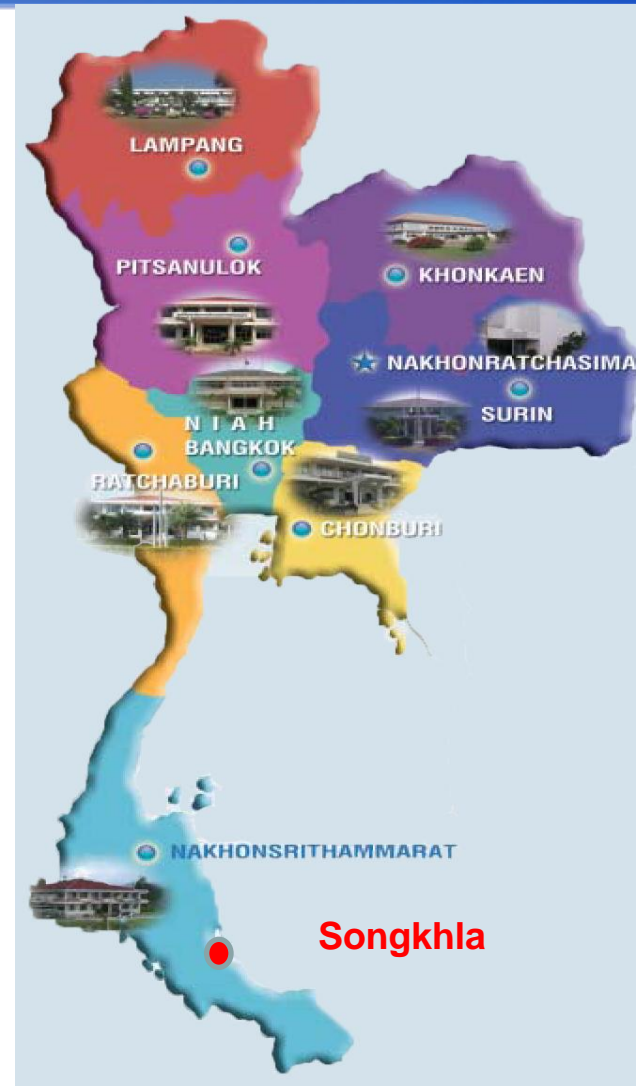 LAMPANG
PITSANULOK
KHONKAEN
NAKHONRATCHASIMA
SURIN
N I A H
BANGKOK
RATCHABURI
CHONBURI
NAKHONSRITHAMMARAT
Songkhla